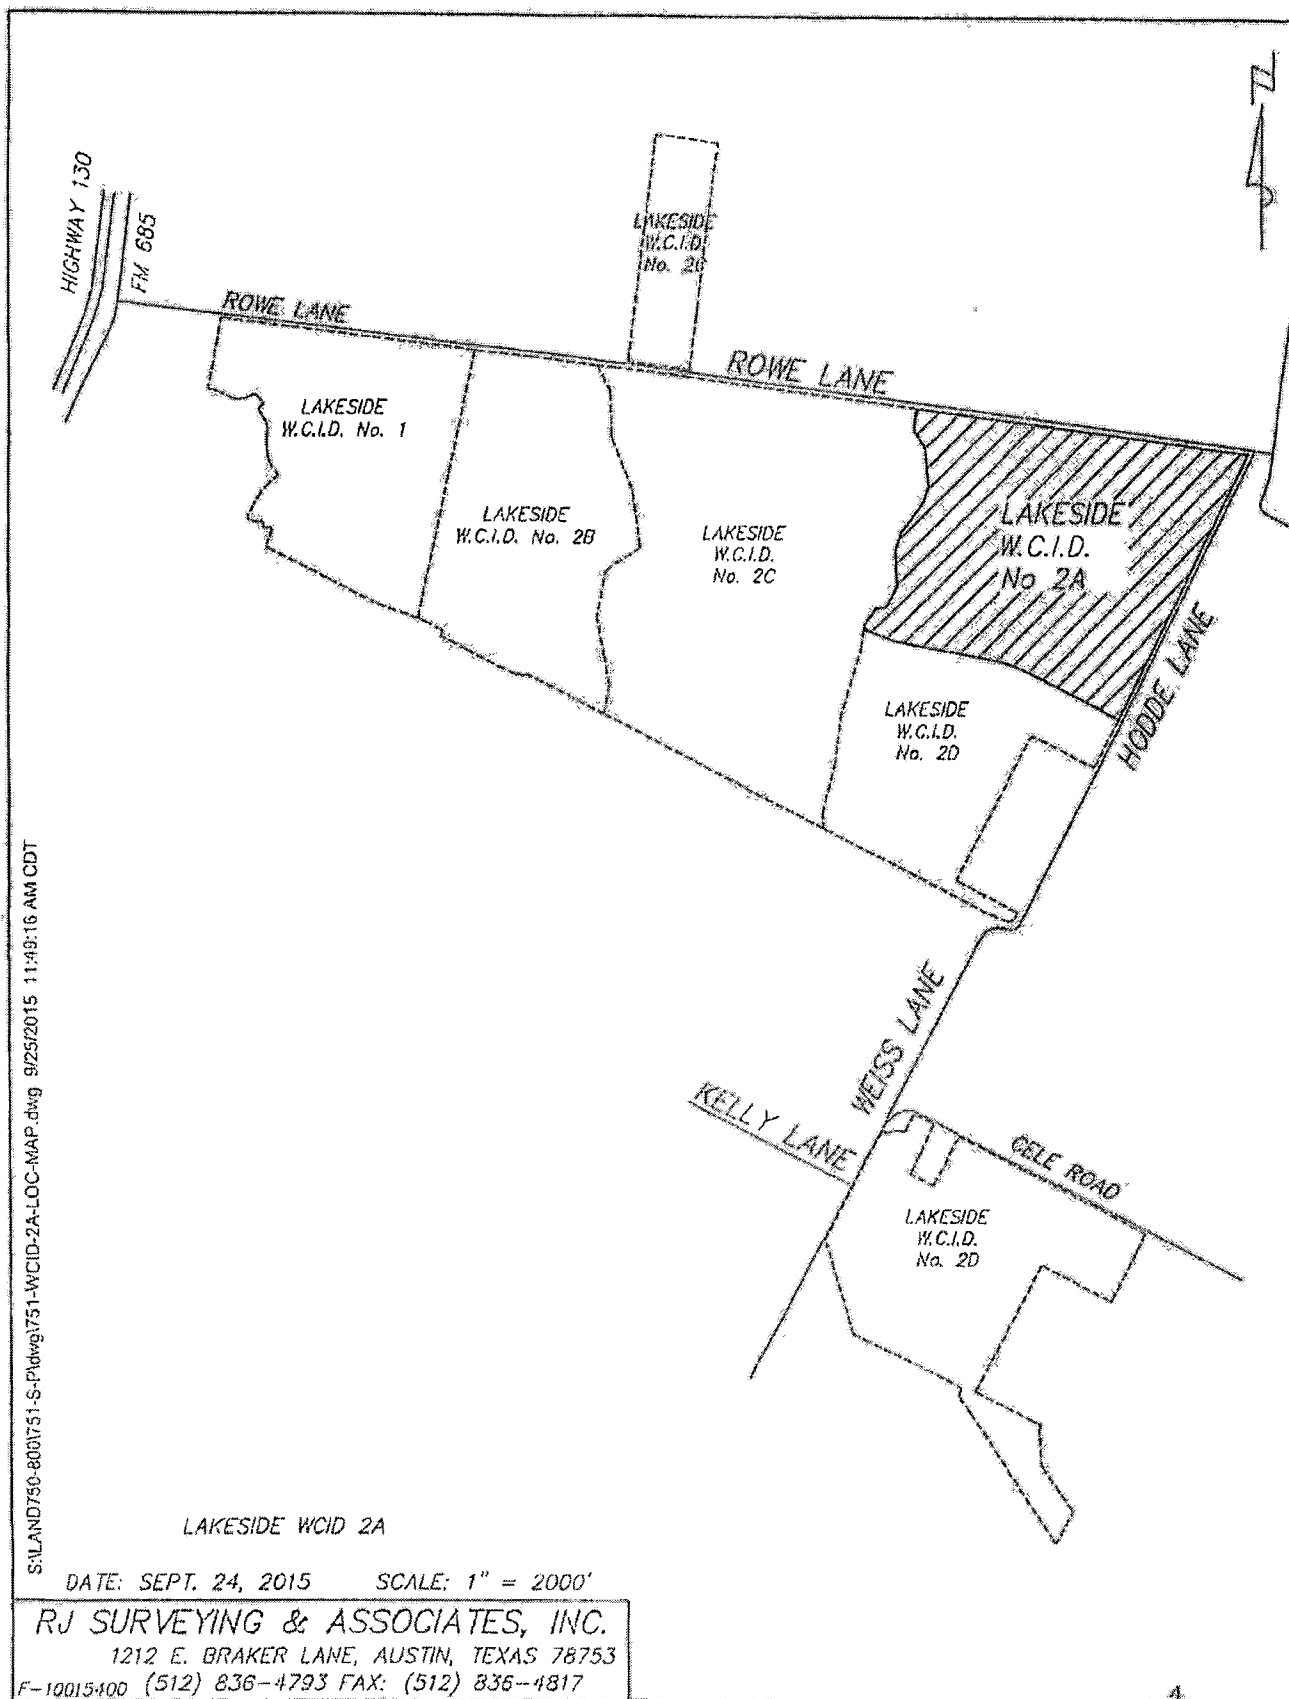 HIGHWAY 130
FM 685
LAKESIDE
W.C.I.D.
No. 2C
ROWE LANE
ROWE LANE
LAKESIDE
W.C.I.D. No. 1
LAKESIDE
W.C.I.D. No. 2B
LAKESIDE
W.C.I.D.
No. 2C
LAKESIDE
W.C.I.D.
No 2A
HODDE LANE
LAKESIDE
W.C.I.D.
No. 2D
WEISS LANE
KELLY LANE
CELE ROAD
LAKESIDE
W.C.I.D.
No. 2D
S:\LAND750-800\751-S-P\dwg\751-WCID-2A-LOC-MAP.dwg 9/25/2015 11:49:16 AM CDT
LAKESIDE WCID 2A
DATE: SEPT. 24, 2015 SCALE: 1" = 2000'
RJ SURVEYING & ASSOCIATES, INC.
1212 E. BRAKER LANE, AUSTIN, TEXAS 78753
F-10015400 (512) 836-4793 FAX: (512) 836-4817